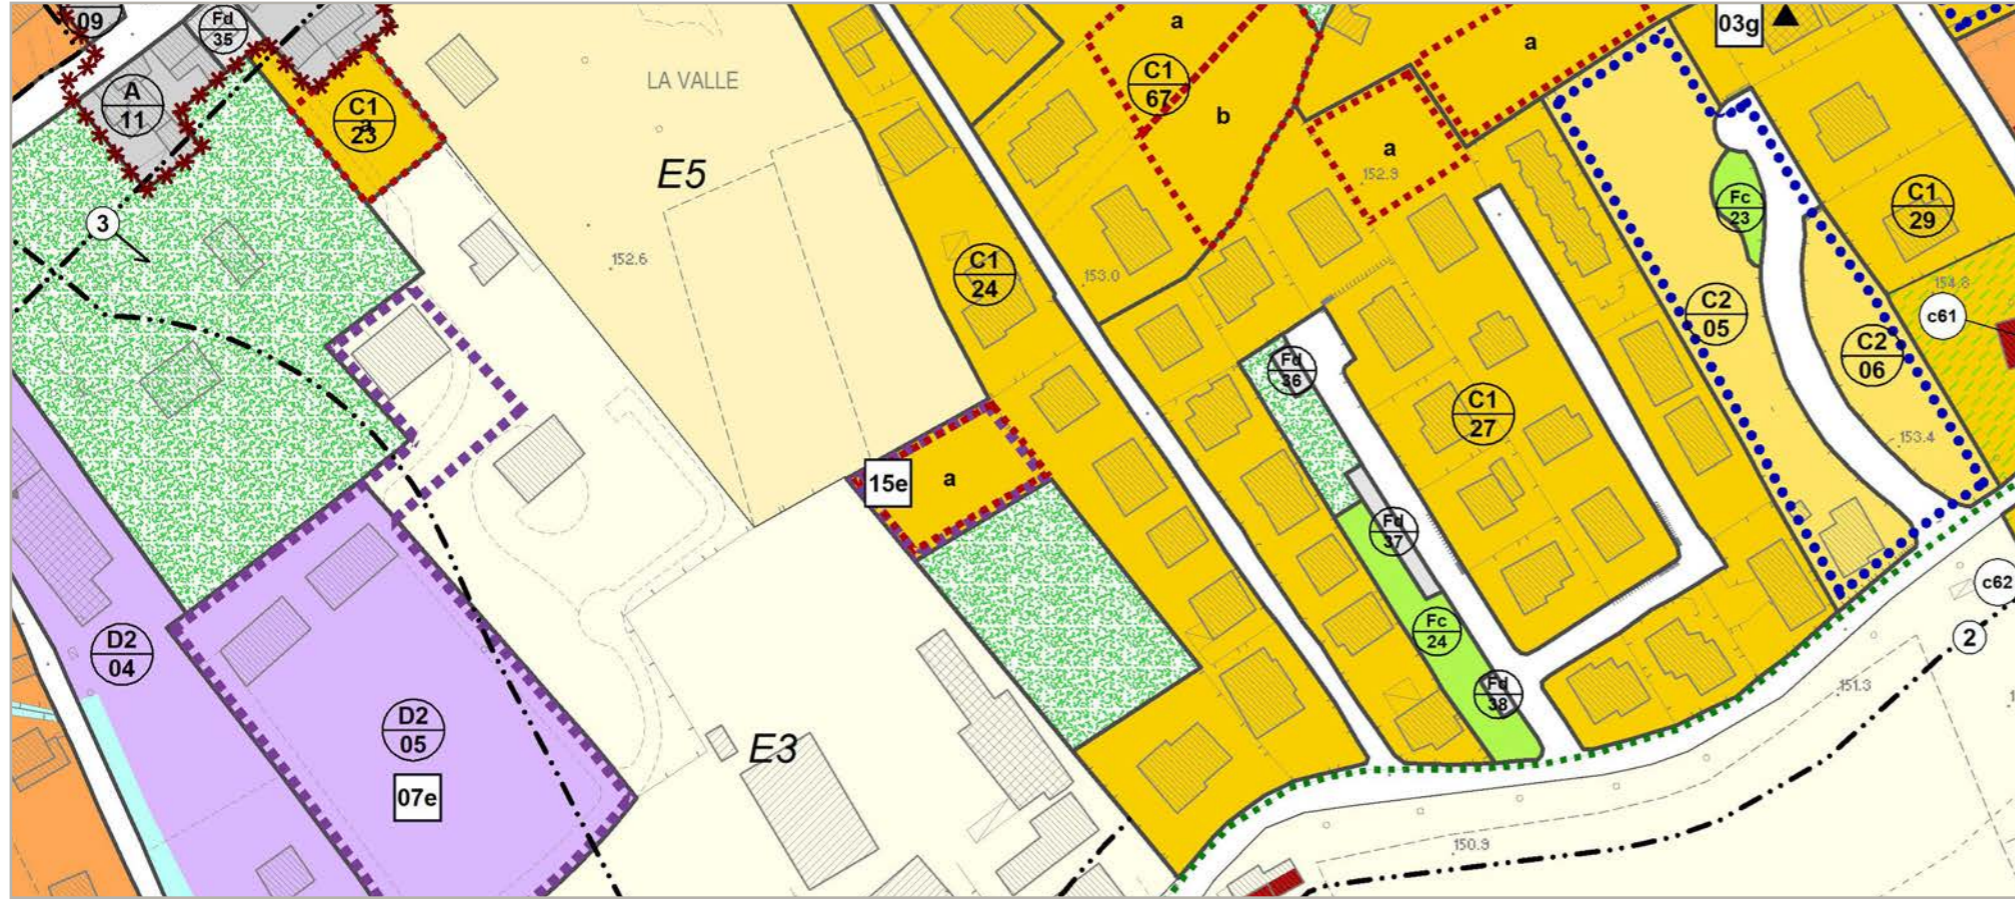 09
Fd
35
A
11
C1
23
a
LA VALLE
E5
3
152.6
C1
24
153.0
a
C1
67
b
a
a
152.9
03g
Fc
23
C1
29
C2
05
C2
06
154.8
c61
153.4
Fd
36
C1
27
15e
a
Fd
37
Fc
24
Fd
38
c62
2
D2
04
D2
05
07e
E3
151.3
150.9